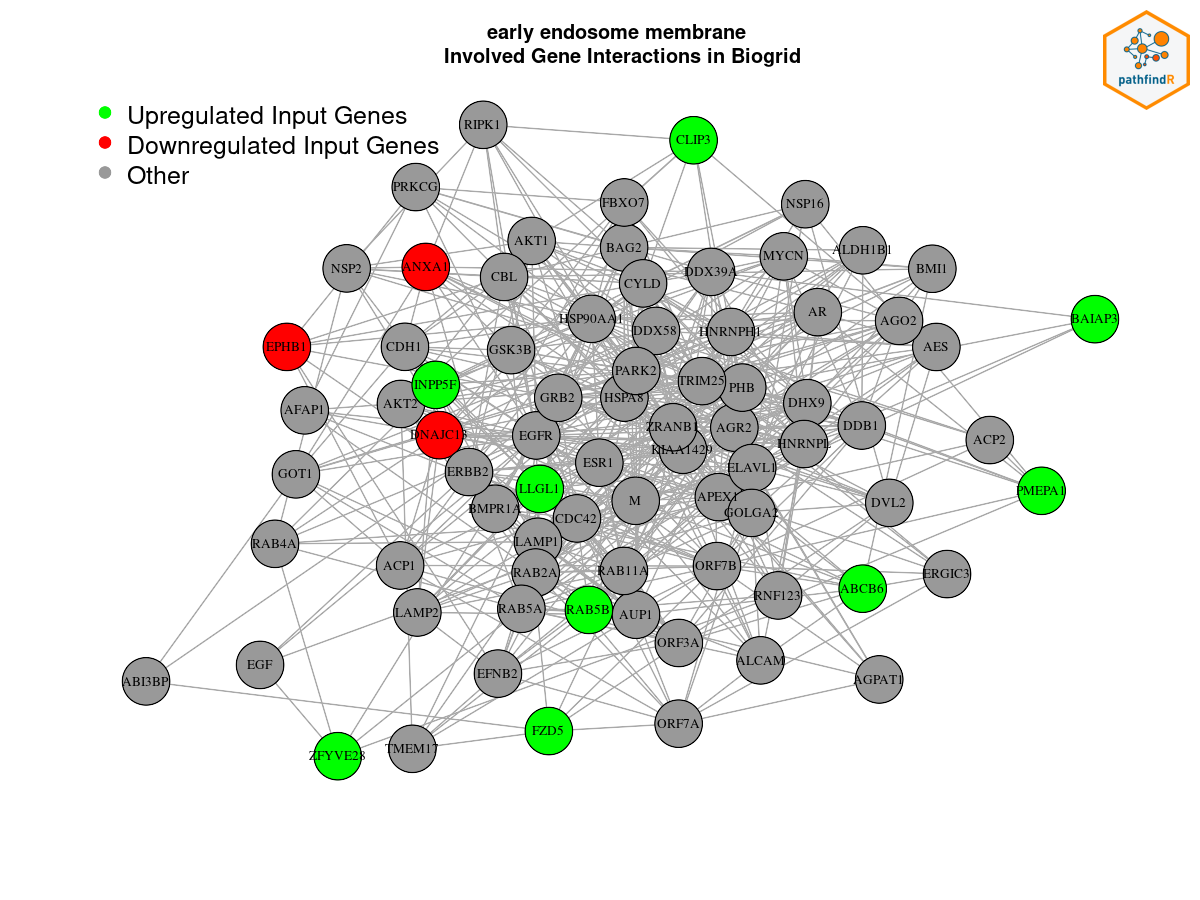 early endosome membrane
Involved Gene Interactions in Biogrid
pathfindR
Upregulated Input Genes
Downregulated Input Genes
Other
RIPK1
CLIP3
PRKCG
FBXO7
NSP16
AKT1
BAG2
ALDH1B1
MYCN
NSP2
ANXA1
CBL
CYLD
DDX39A
BMI1
HSP90AA1
DDX58
HNRNPH1
AR
AGO2
BAIAP3
EPHB1
CDH1
GSK3B
AES
PARK2
TRIM25
PHB
INPP5F
AKT2
GRB2
HSPA8
DHX9
AFAP1
DNAJC13
EGFR
ZRANB1
AGR2
DDB1
KIAA1429
HNRNPL
ACP2
GOT1
ERBB2
ESR1
ELAVL1
LLGL1
PMEPA1
BMPR1A
M
APEX1
GOLGA2
DVL2
CDC42
RAB4A
LAMP1
ACP1
RAB2A
RAB11A
ORF7B
ERGIC3
ABCB6
RNF123
LAMP2
RAB5A
RAB5B
AUP1
ORF3A
EGF
EFNB2
ALCAM
ABI3BP
AGPAT1
ORF7A
FZD5
ZFYVE28
TMEM17